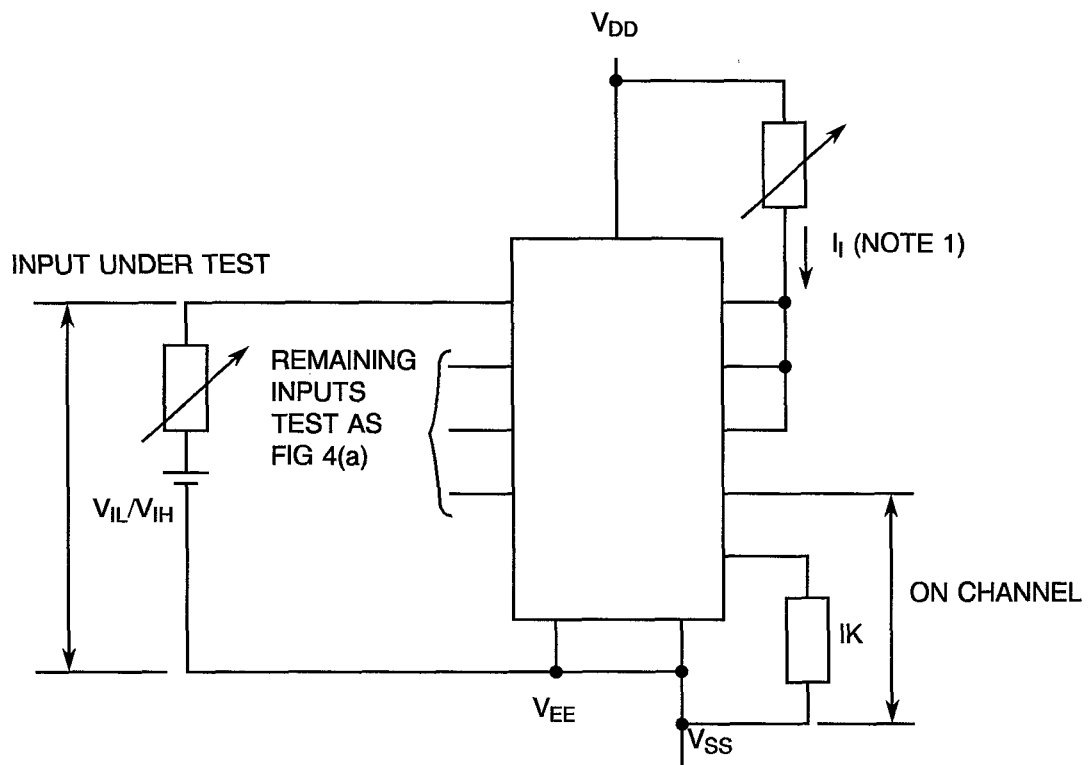 VDD
II (NOTE 1)
INPUT UNDER TEST
REMAINING
INPUTS
TEST AS
FIG 4(a)
VIL/VIH
ON CHANNEL
IK
VEE
VSS